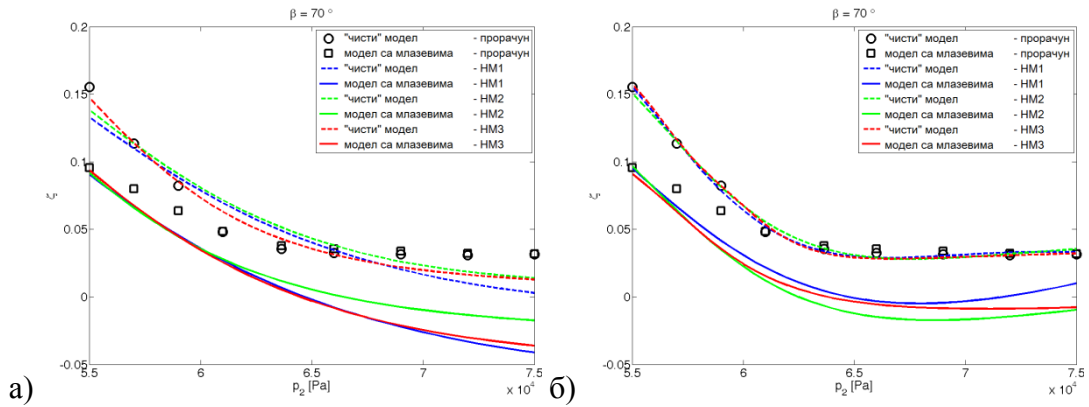 β = 70 °
0.2
0.15
0.1
0.05
0
-0.05
ζ
5.5
6
6.5
7
7.5
x 10⁴
p₂ [Pa]
"чисти" модел - прорачун
модел са млазевима - прорачун
"чисти" модел - НМ1
модел са млазевима - НМ1
"чисти" модел - НМ2
модел са млазевима - НМ2
"чисти" модел - НМ3
модел са млазевима - НМ3
а)
β = 70 °
0.2
0.15
0.1
0.05
0
-0.05
ζ
5.5
6
6.5
7
7.5
x 10⁴
p₂ [Pa]
"чисти" модел - прорачун
модел са млазевима - прорачун
"чисти" модел - НМ1
модел са млазевима - НМ1
"чисти" модел - НМ2
модел са млазевима - НМ2
"чисти" модел - НМ3
модел са млазевима - НМ3
б)